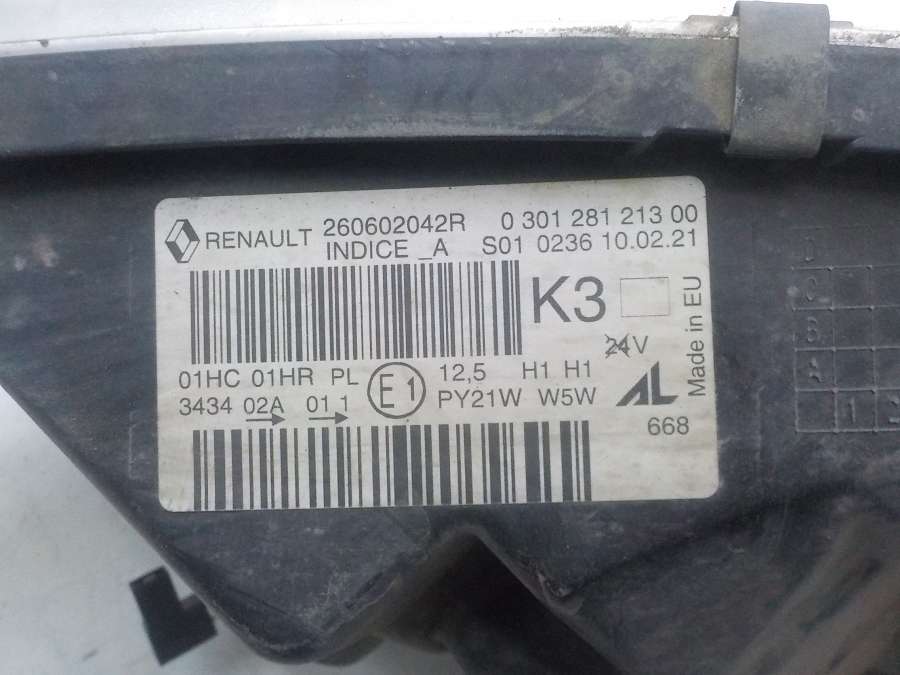 RENAULT 260602042R 0 301 281 213 00
INDICE _A S01 0236 10.02.21
K3
Made in EU
24V
01HC 01HR PL E1 12,5 H1 H1
3434 02A 01 1 PY21W W5W AL
668
1